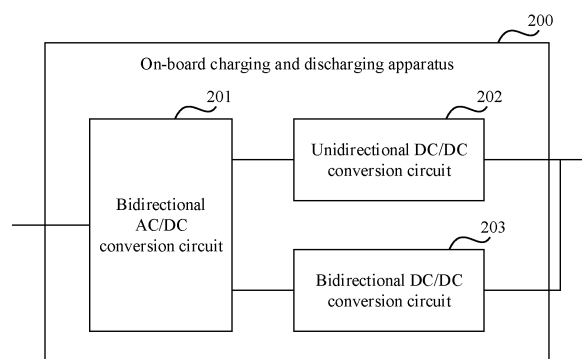 200
On-board charging and discharging apparatus
201
202
Unidirectional DC/DC
conversion circuit
Bidirectional
AC/DC
conversion circuit
203
Bidirectional DC/DC
conversion circuit